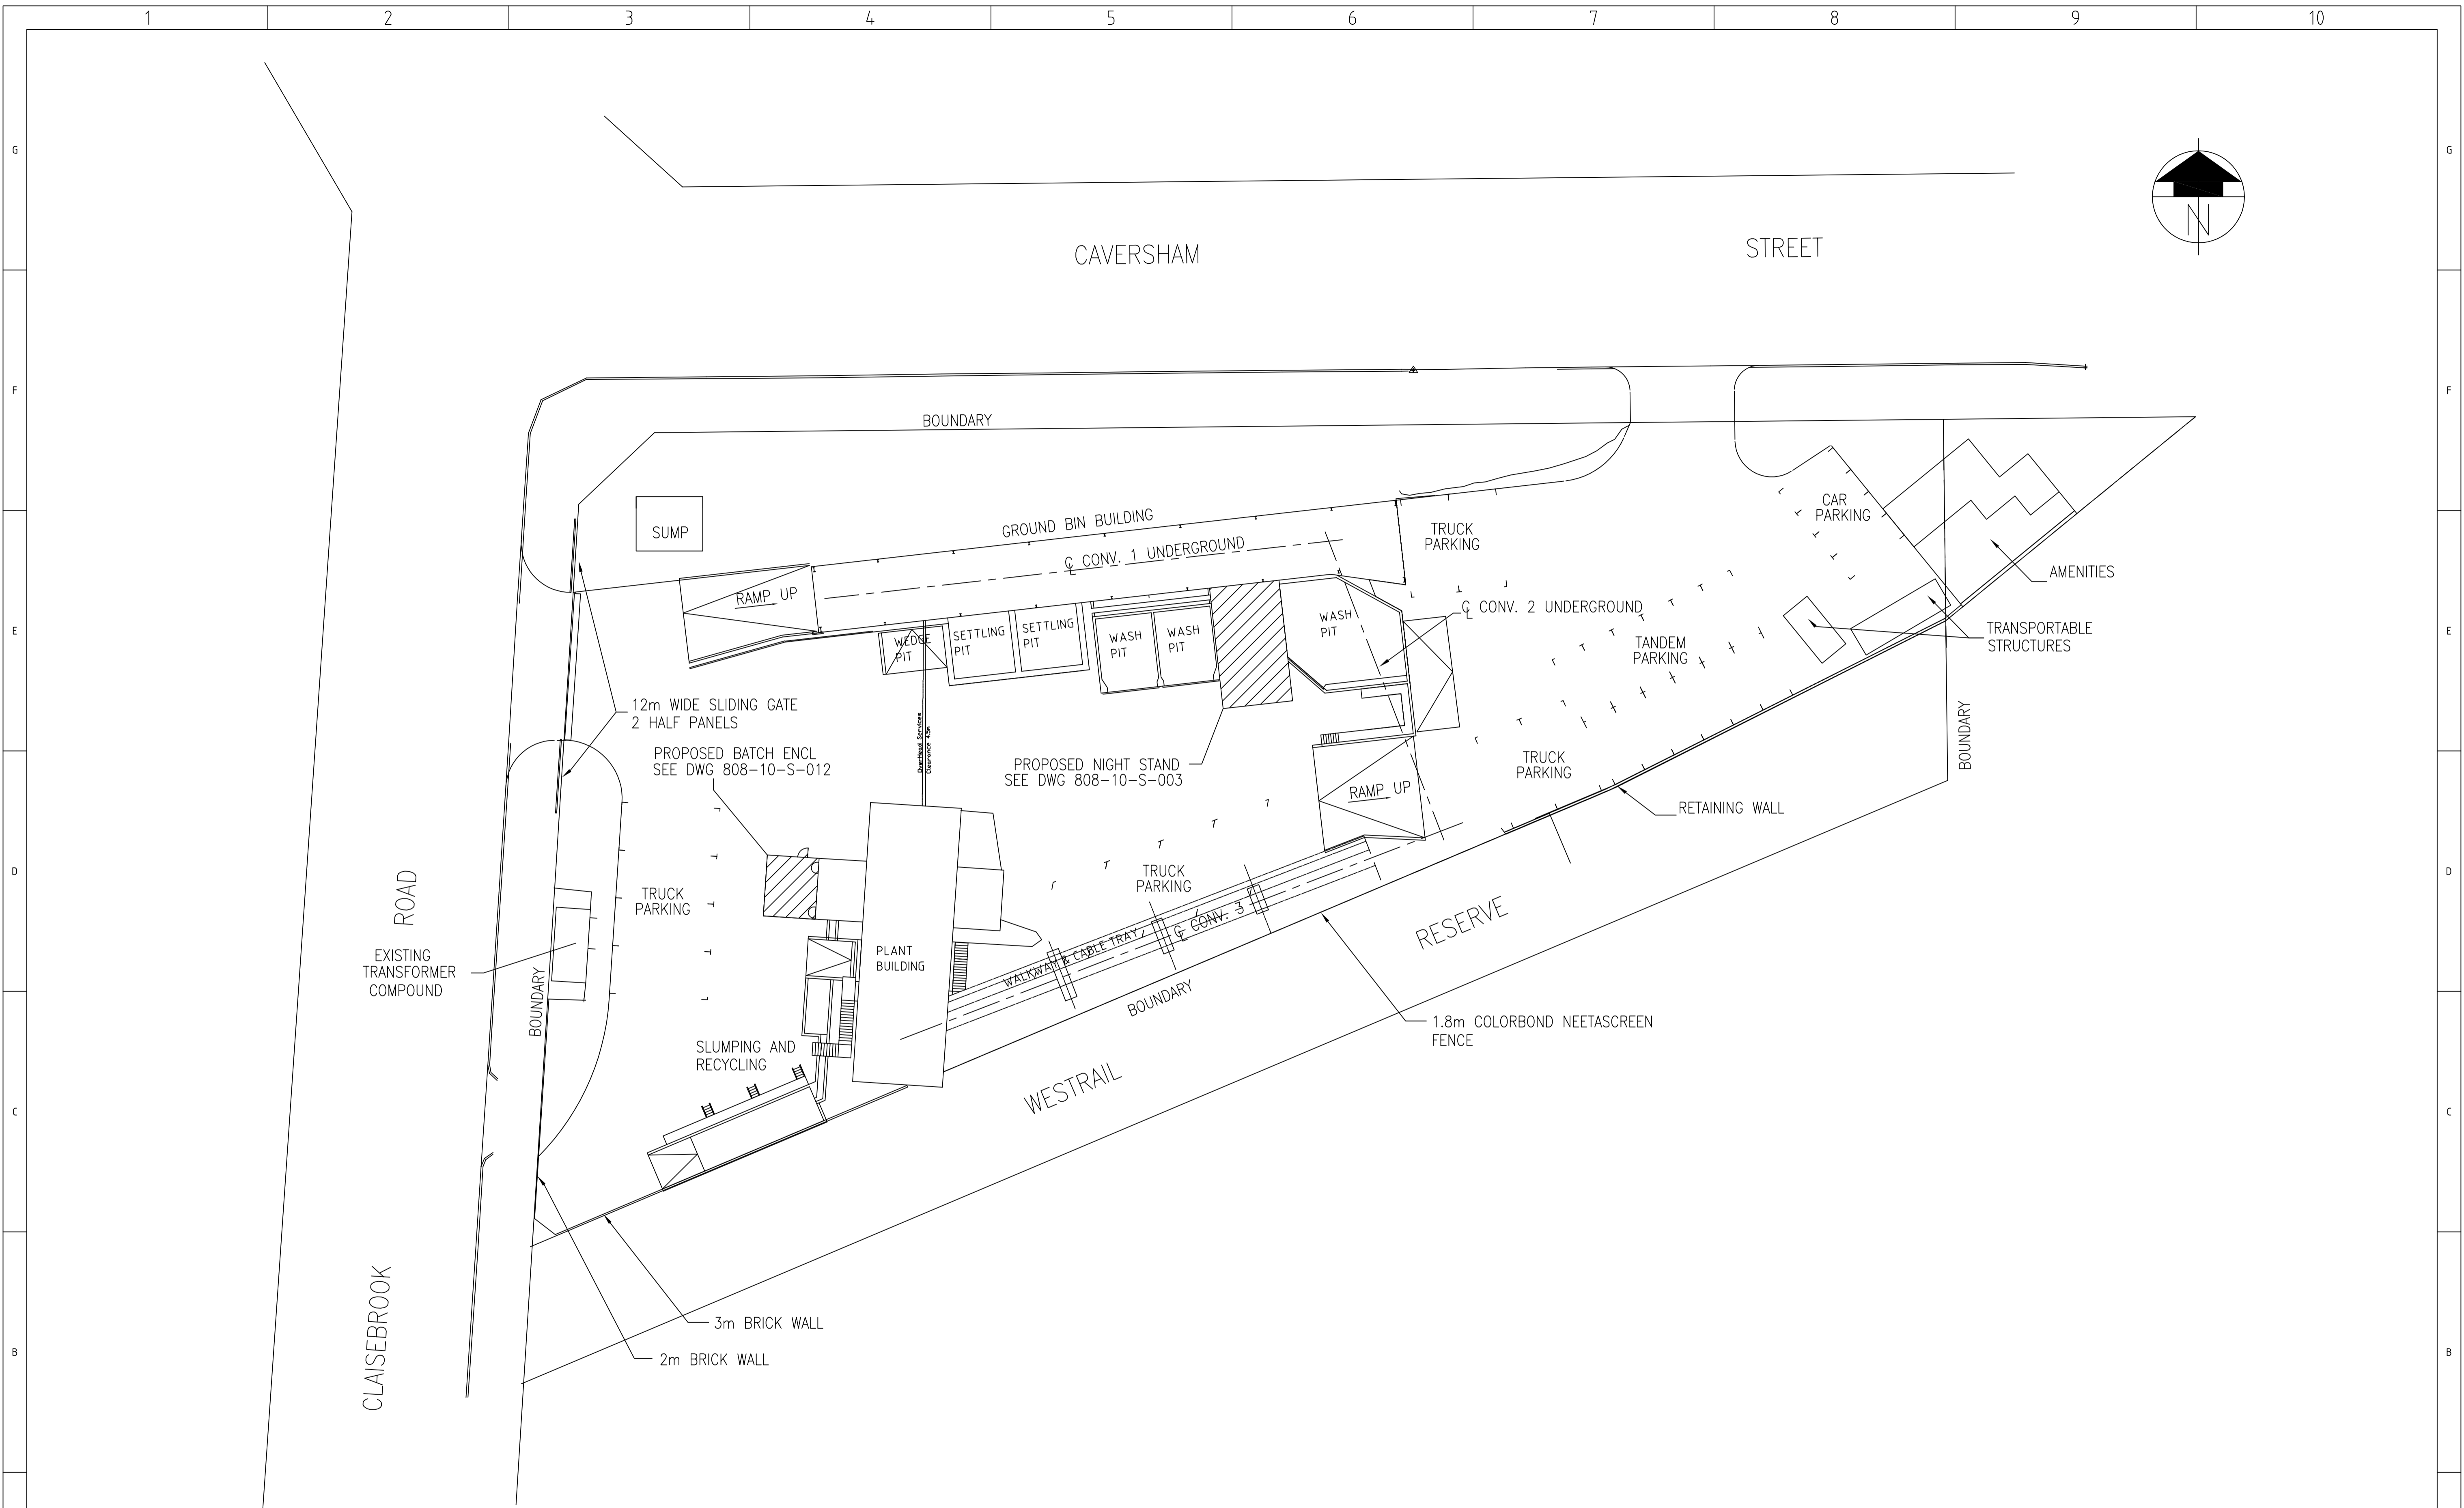 1 2 3 4 5 6 7 8 9 10
G
G
N
CAVERSHAM STREET
F
F
BOUNDARY
CAR
PARKING
SUMP
GROUND BIN BUILDING
TRUCK
PARKING
℄ CONV. 1 UNDERGROUND
AMENITIES
RAMP UP
℄ CONV. 2 UNDERGROUND
E
E
WEDGE
PIT
SETTLING
PIT
SETTLING
PIT
WASH
PIT
WASH
PIT
WASH
PIT
TANDEM
PARKING
TRANSPORTABLE
STRUCTURES
12m WIDE SLIDING GATE
2 HALF PANELS
OverHead Services
Clearance 4.5m
BOUNDARY
PROPOSED BATCH ENCL
SEE DWG 808-10-S-012
PROPOSED NIGHT STAND
SEE DWG 808-10-S-003
TRUCK
PARKING
RAMP UP
RETAINING WALL
D
D
TRUCK
PARKING
TRUCK
PARKING
ROAD
EXISTING
TRANSFORMER
COMPOUND
PLANT
BUILDING
WALKWAY & CABLE TRAY
℄ CONV. 3
RESERVE
BOUNDARY
BOUNDARY
1.8m COLORBOND NEETASCREEN
FENCE
SLUMPING AND
RECYCLING
WESTRAIL
C
C
3m BRICK WALL
2m BRICK WALL
CLAISEBROOK
B
B